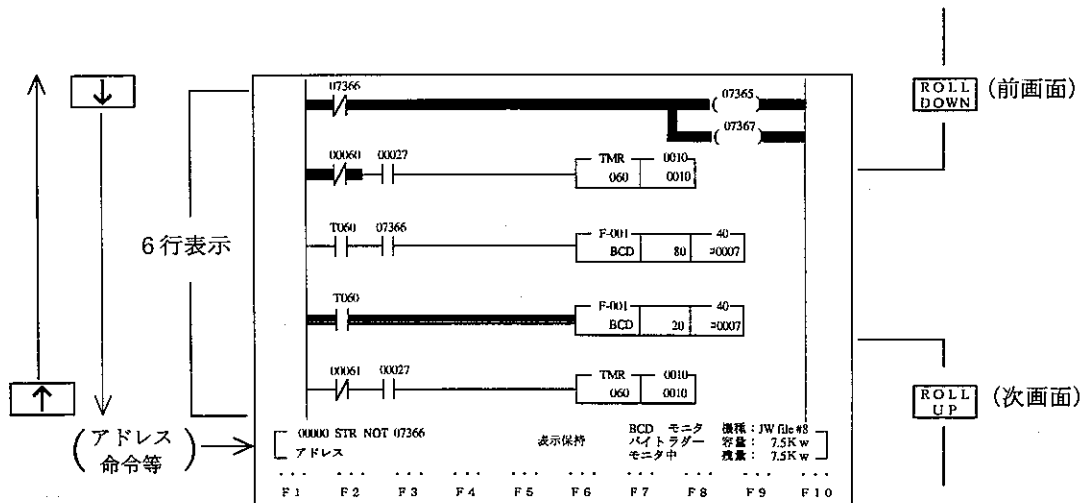 07366
07365
07367
00060 00027
TMR 0010
060 0010
T060 07366
F-001 40
BCD 80 =0007
T060
F-001 40
BCD 20 =0007
00061 00027
TMR 0010
060 0010
00000 STR NOT 07366
アドレス
表示保持
BCD モニタ 機種：JW file #8
バイトラダー 容量： 7.5K w
モニタ中 残量： 7.5K w
F1 F2 F3 F4 F5 F6 F7 F8 F9 F10
↓
6行表示
↑
(アドレス
命令等)
ROLL
DOWN
(前画面)
ROLL
UP
(次画面)